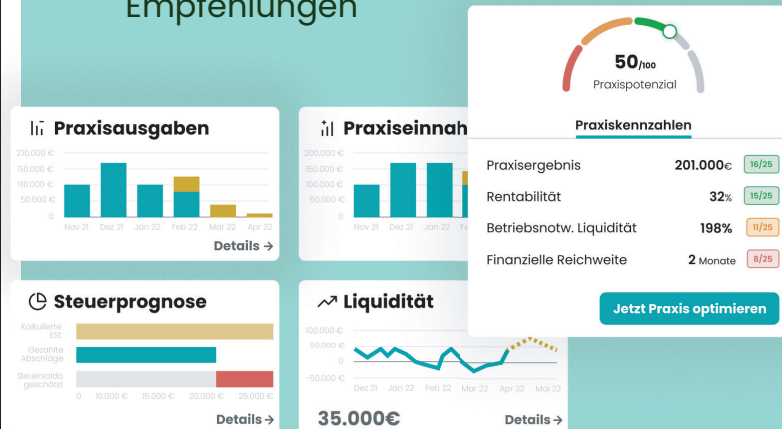 Empfehlungen
50/100
Praxispotenzial
Praxiskennzahlen
Praxisergebnis 201.000€ 16/25
Rentabilität 32% 15/25
Betriebsnotw. Liquidität 198% 11/25
Finanzielle Reichweite 2 Monate 8/25
Jetzt Praxis optimieren
Praxisausgaben
150.000 €
100.000 €
50.000 €
0
Nov 21 Dez 21 Jan 22 Feb 22 Mar 22 Apr 22
Details →
Praxiseinnah
200.000 €
150.000 €
100.000 €
50.000 €
0
Nov 21 Dez 21 Jan 22
Steuerprognose
Kalkulierte
ESt.
Gezahlte
Abschläge
Steuersaldo
geschätzt
0 10.000 € 15.000 € 20.000 € 25.000 €
Details →
Liquidität
100.000 €
50.000 €
0
-50.000 €
Dez 21 Jan 22 Feb 22 Mar 22 Apr 22 Mai 22
35.000€
Details →